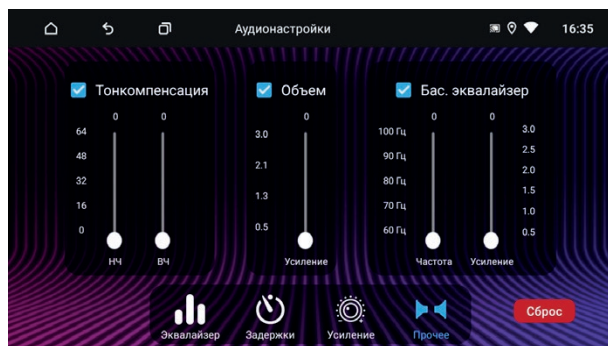 Аудионастройки 16:35
Тонкомпенсация
0 0
64
48
32
16
0
НЧ ВЧ
Объем
0
3.0
2.1
1.3
0.5
Усиление
Бас. эквалайзер
0 0
100 Гц 3.0
90 Гц 2.5
80 Гц 2.0
70 Гц 1.5
60 Гц 1.0
0.5
Частота Усиление
Эквалайзер Задержки Усиление Прочее
Сброс